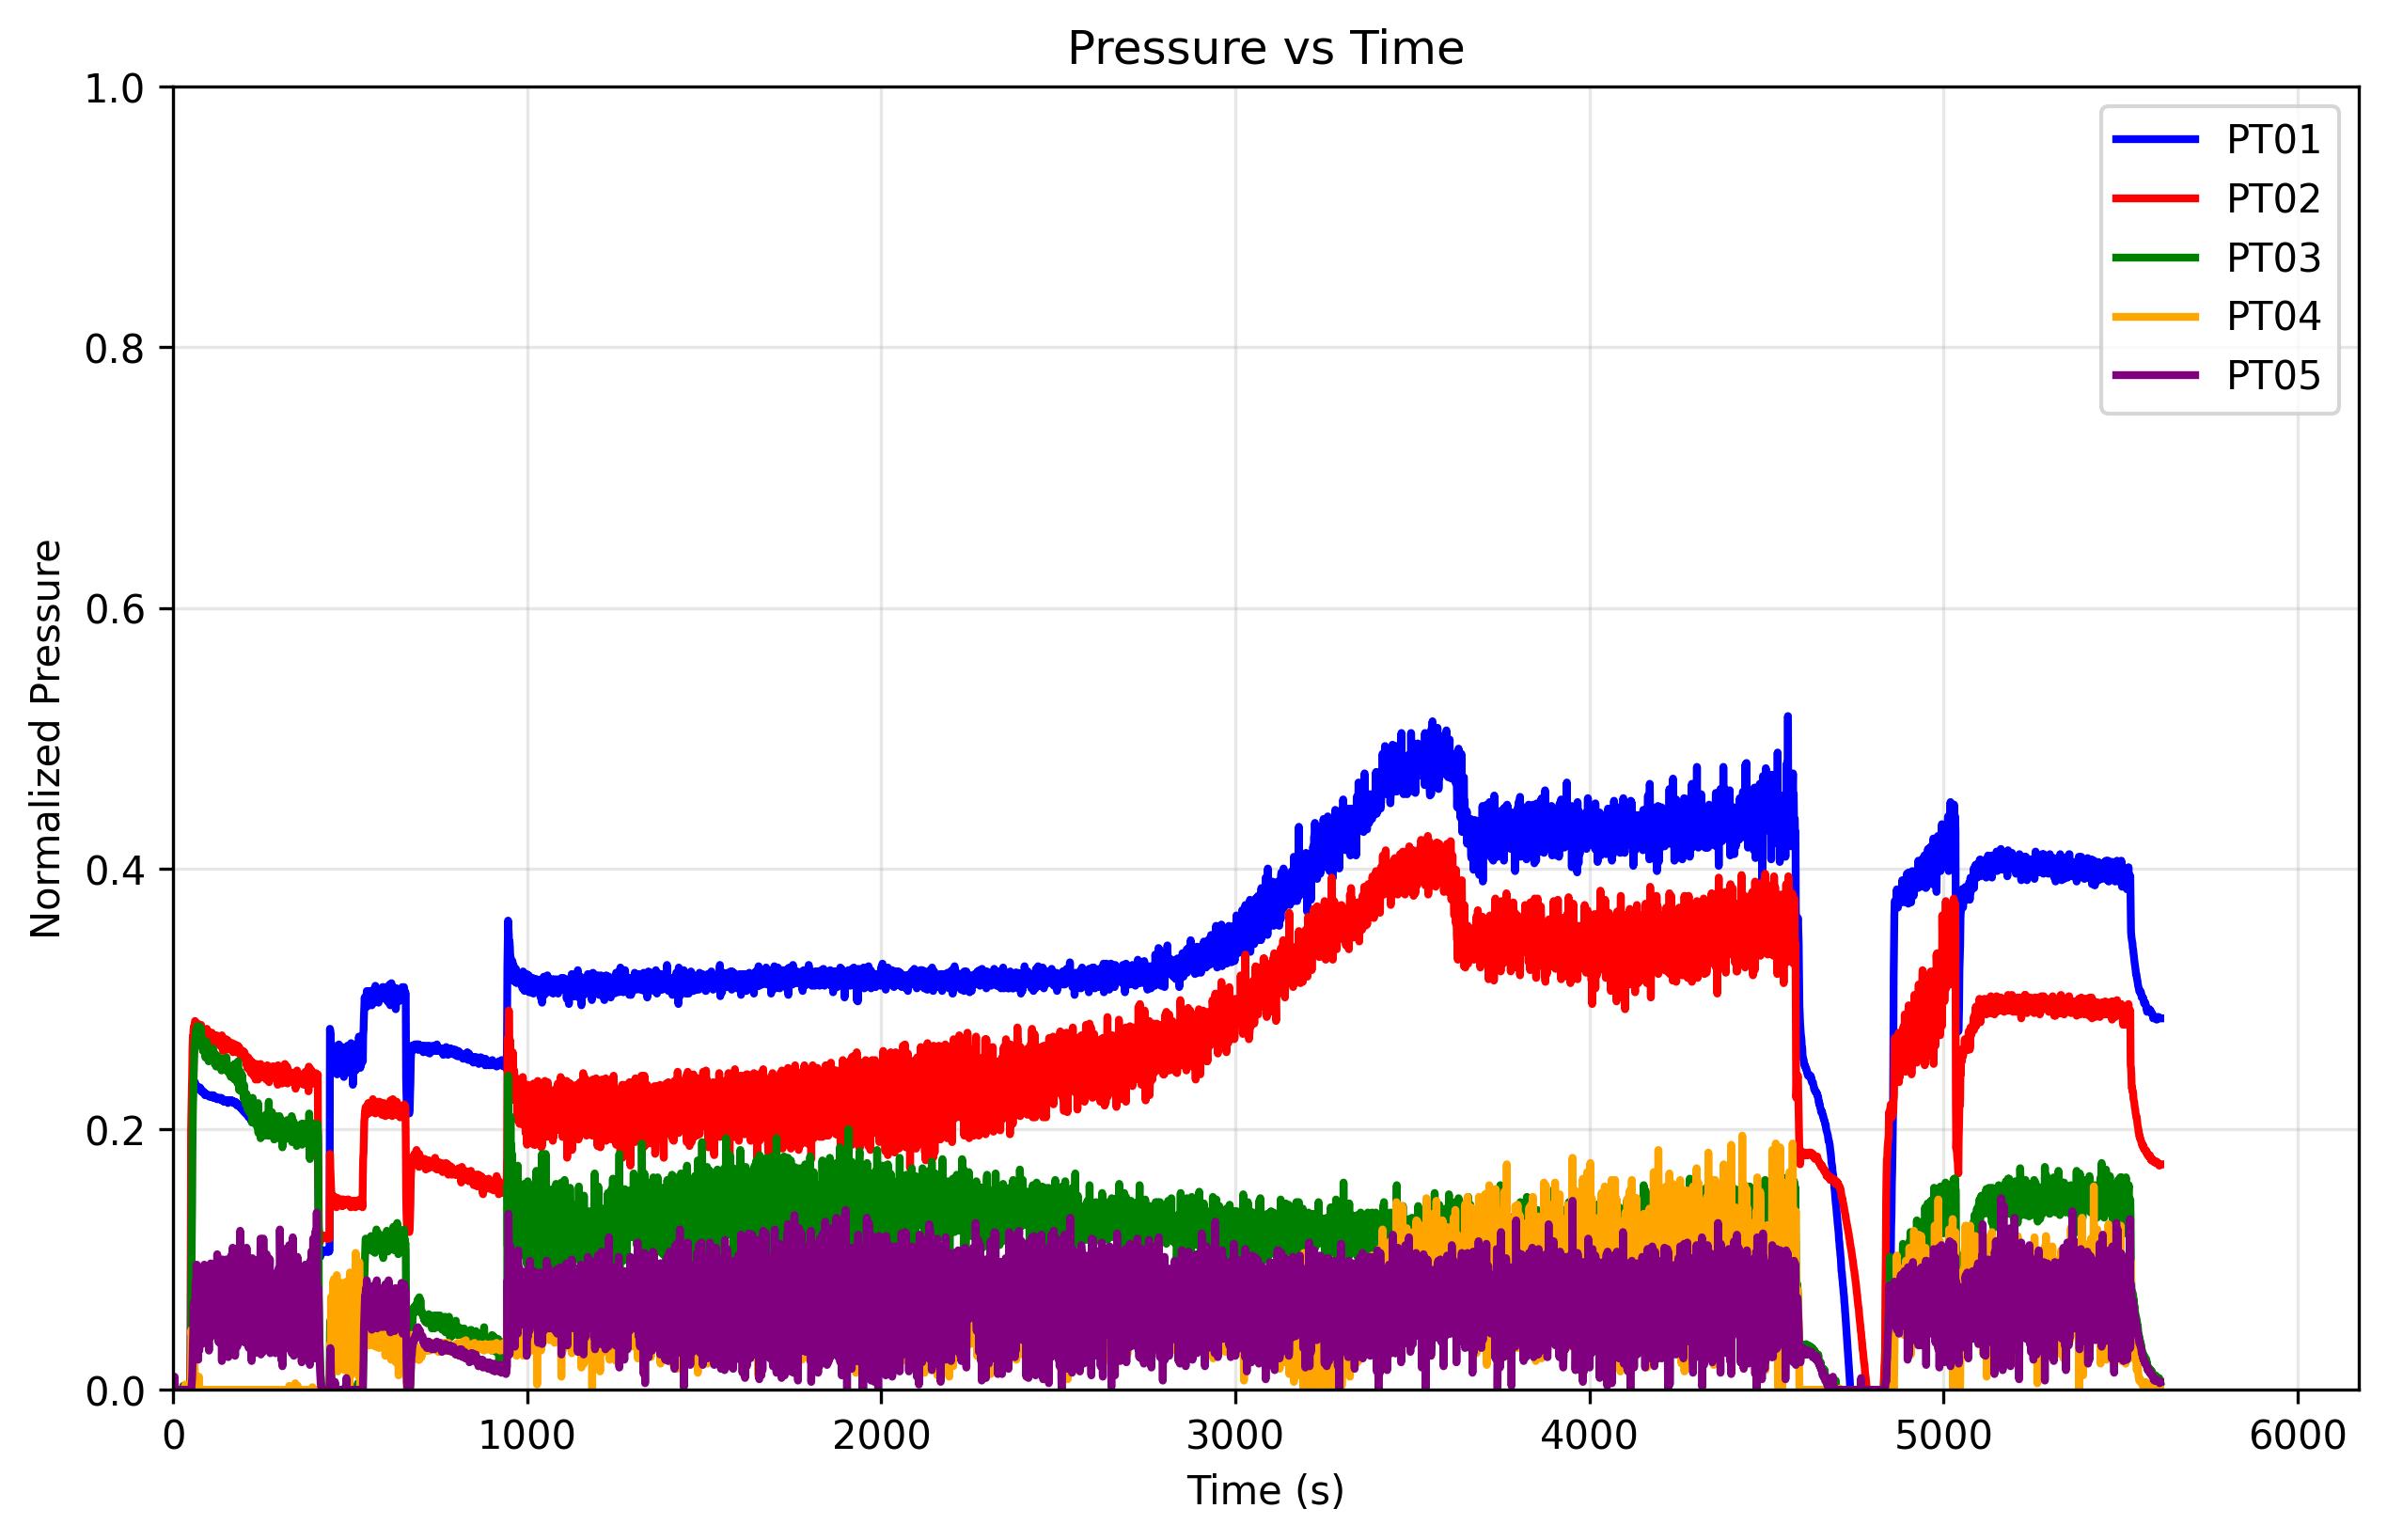 Pressure vs Time
1.0
0.8
0.6
0.4
0.2
0.0
Normalized Pressure
0 1000 2000 3000 4000 5000 6000
Time (s)
PT01
PT02
PT03
PT04
PT05